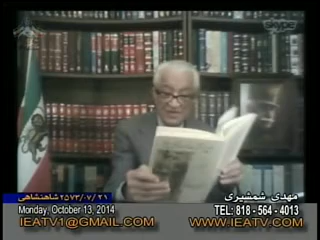 مهدی شمشیری
۲۱ /۲۵۷۳/۰۷ شاهنشاهی
Monday, October 13, 2014
TEL: 818 - 564 - 4013
IEATV1@GMAIL.COM
WWW.IEATV.COM